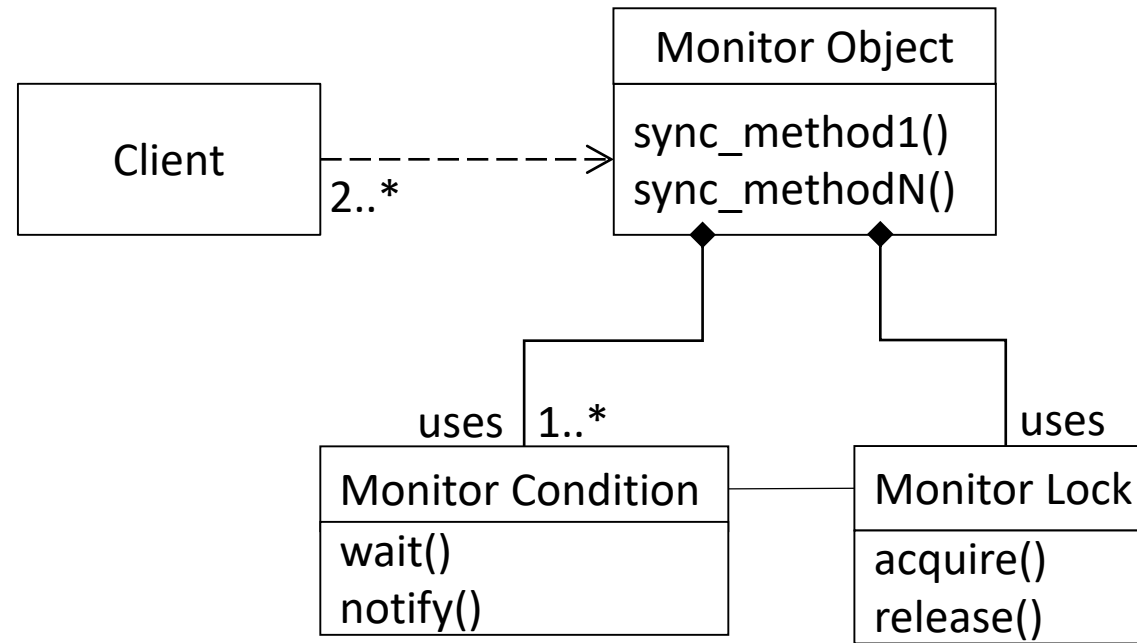 Monitor Object
sync_method1()
sync_methodN()
Client
2..*
uses
1..*
uses
Monitor Condition
wait()
notify()
Monitor Lock
acquire()
release()